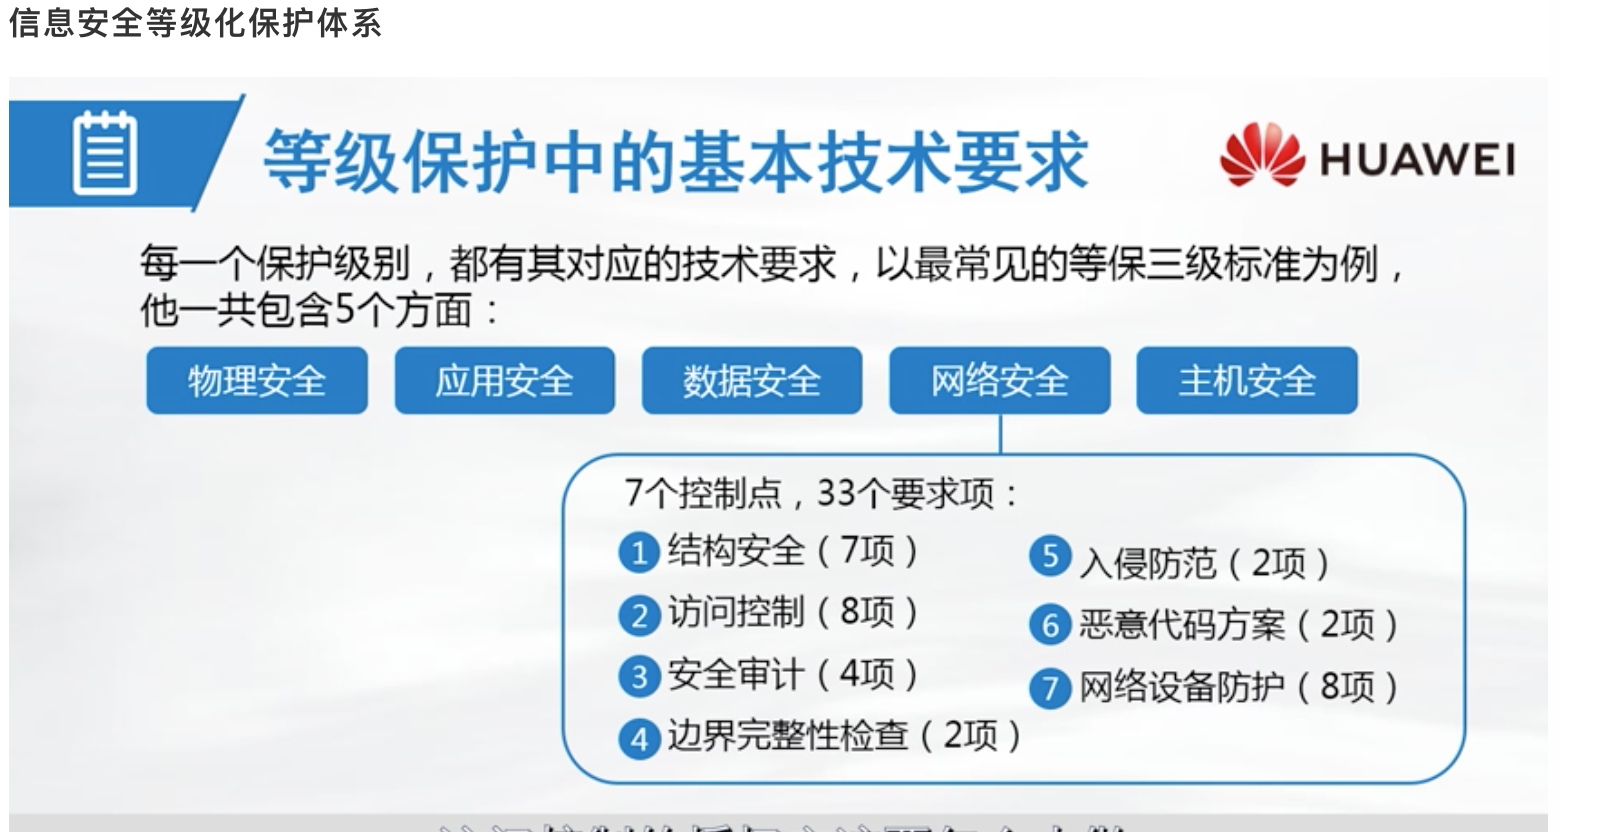 信息安全等级化保护体系
等级保护中的基本技术要求
HUAWEI
每一个保护级别，都有其对应的技术要求，以最常见的等保三级标准为例，
他一共包含5个方面：
物理安全 应用安全 数据安全 网络安全 主机安全
7个控制点，33个要求项：
1 结构安全（7项）
2 访问控制（8项）
3 安全审计（4项）
4 边界完整性检查（2项）
5 入侵防范（2项）
6 恶意代码方案（2项）
7 网络设备防护（8项）